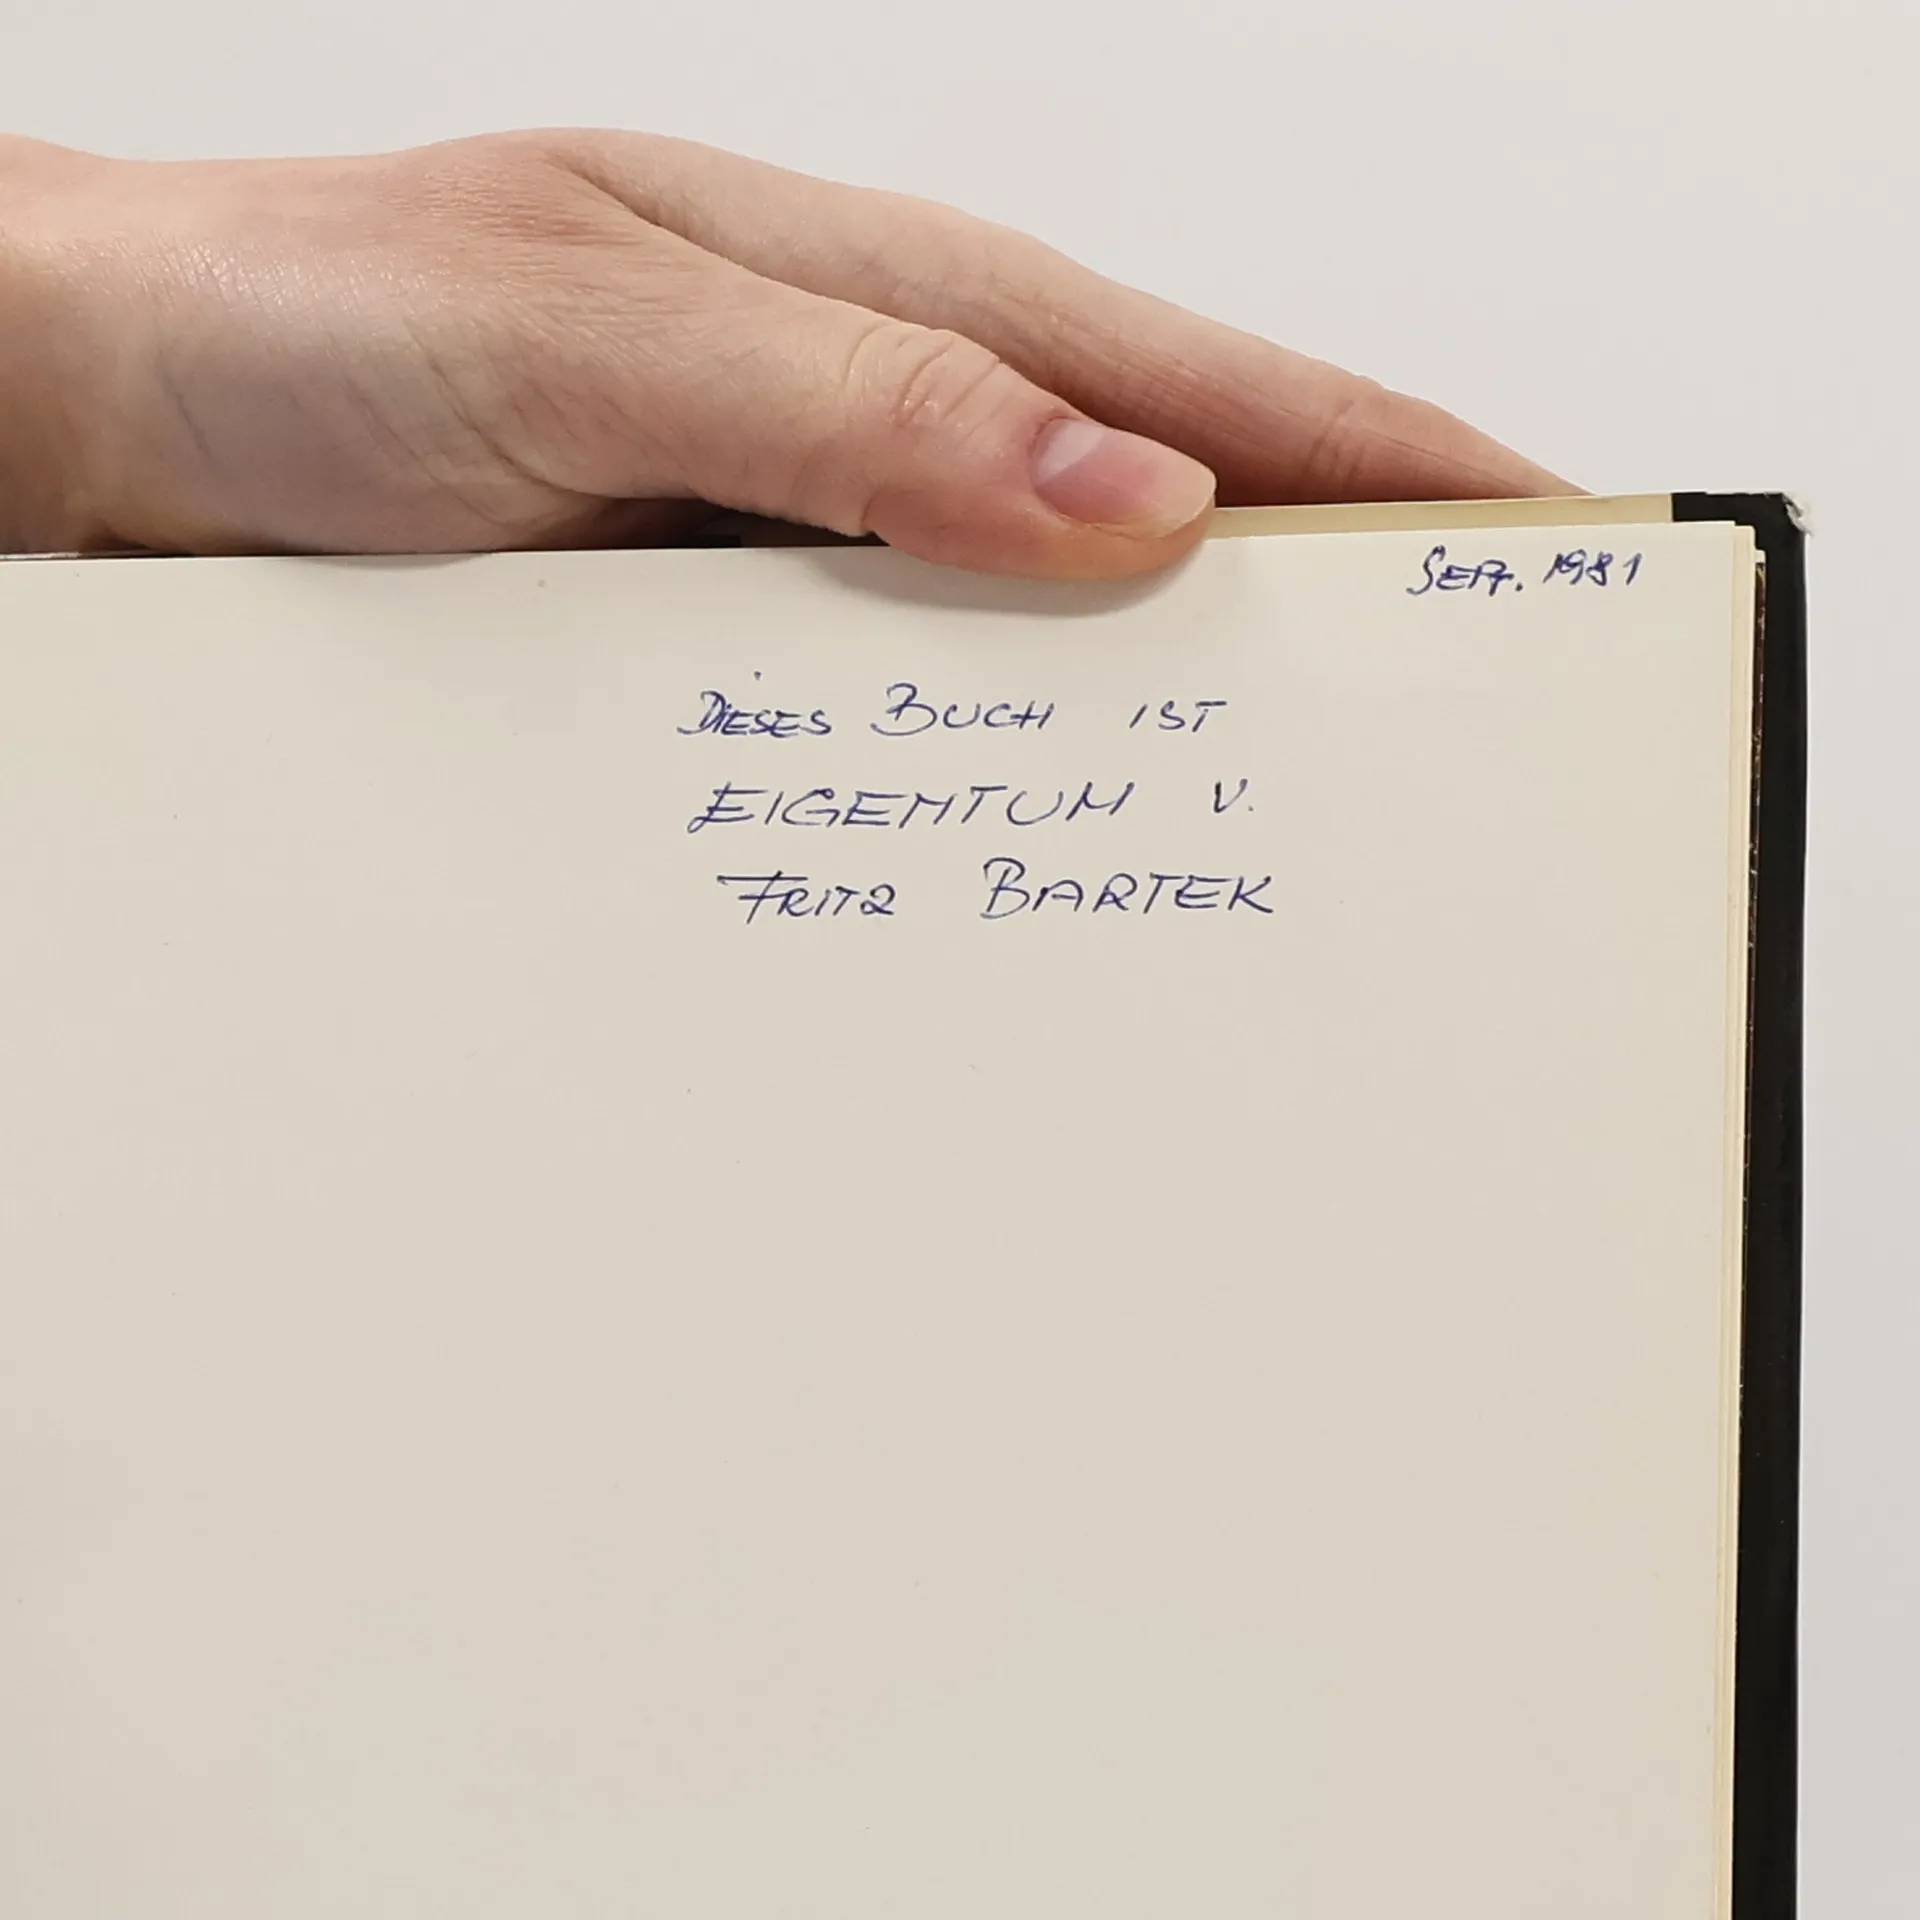 SEPT. 1981
DIESES BUCH IST
EIGENTUM V.
FRITZ BARTEK